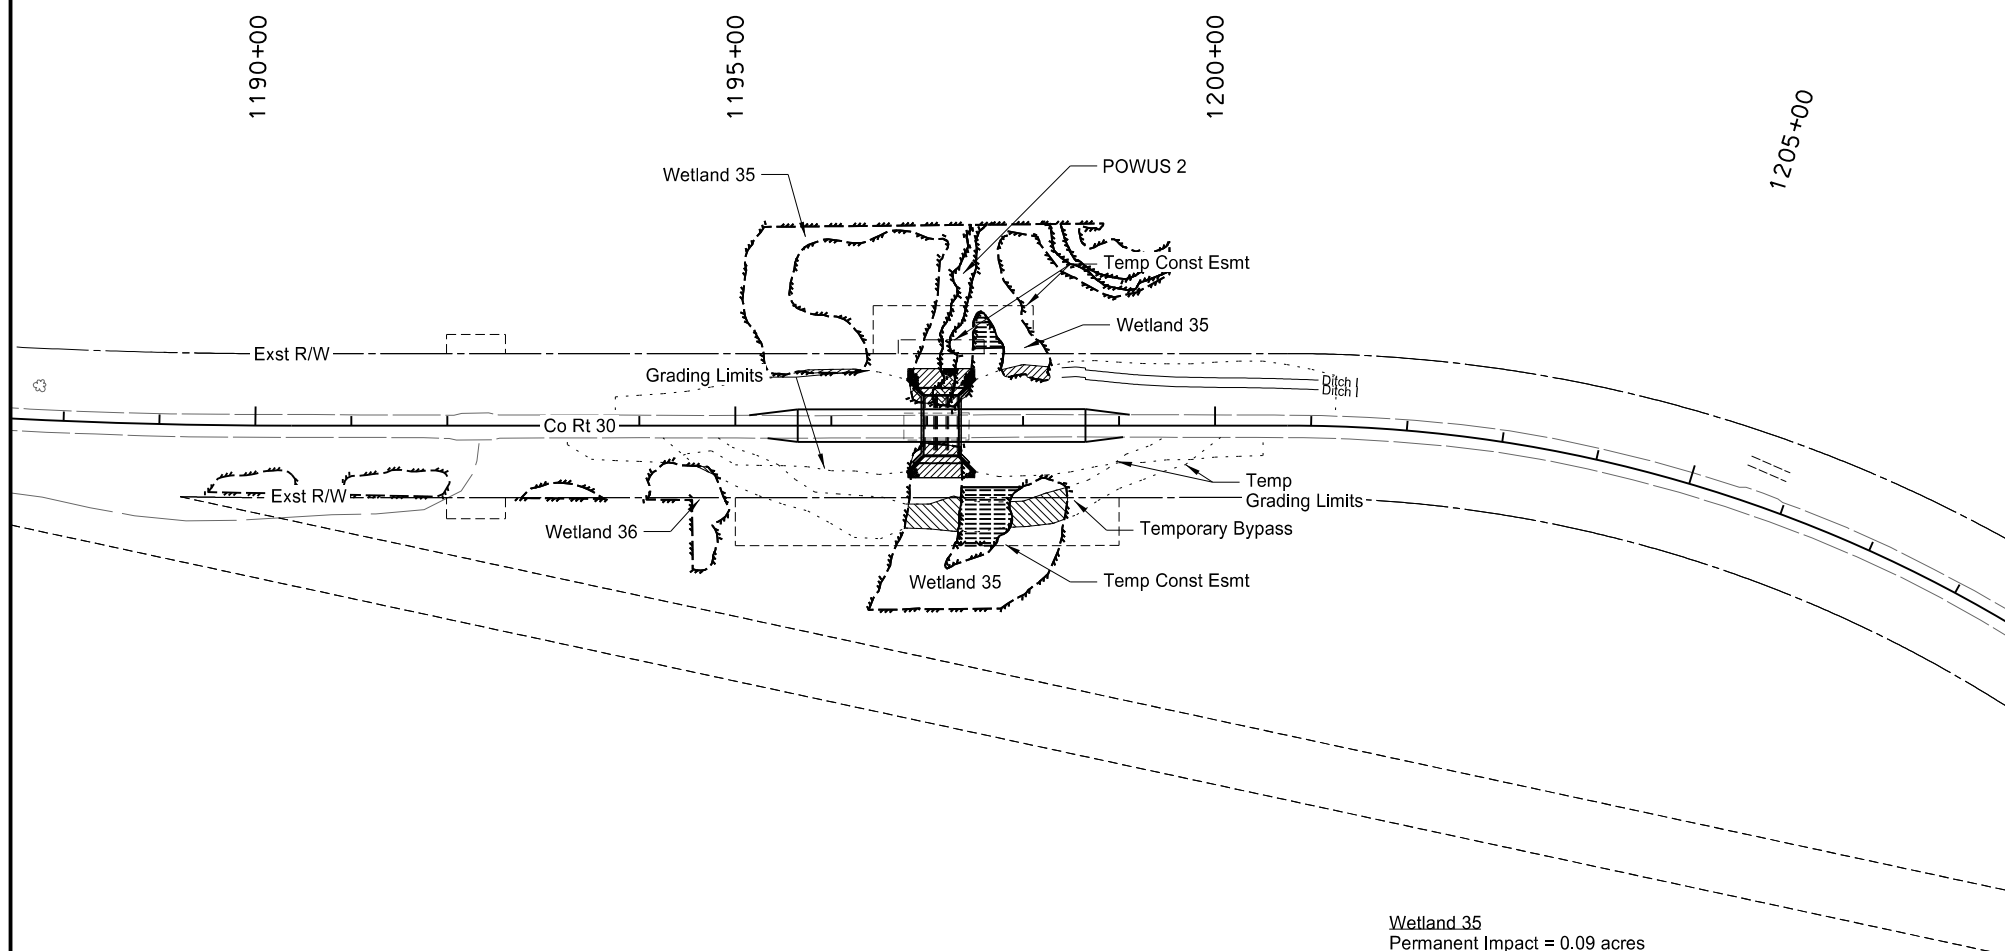 1190+00
1195+00
1200+00
1205+00
Wetland 35
POWUS 2
Temp Const Esmt
Wetland 35
Exst R/W
Grading Limits
Ditch
Ditch
Co Rt 30
Temp
Grading Limits
Exst R/W
Wetland 36
Temporary Bypass
Wetland 35
Temp Const Esmt
Wetland 35
Permanent Impact = 0.09 acres